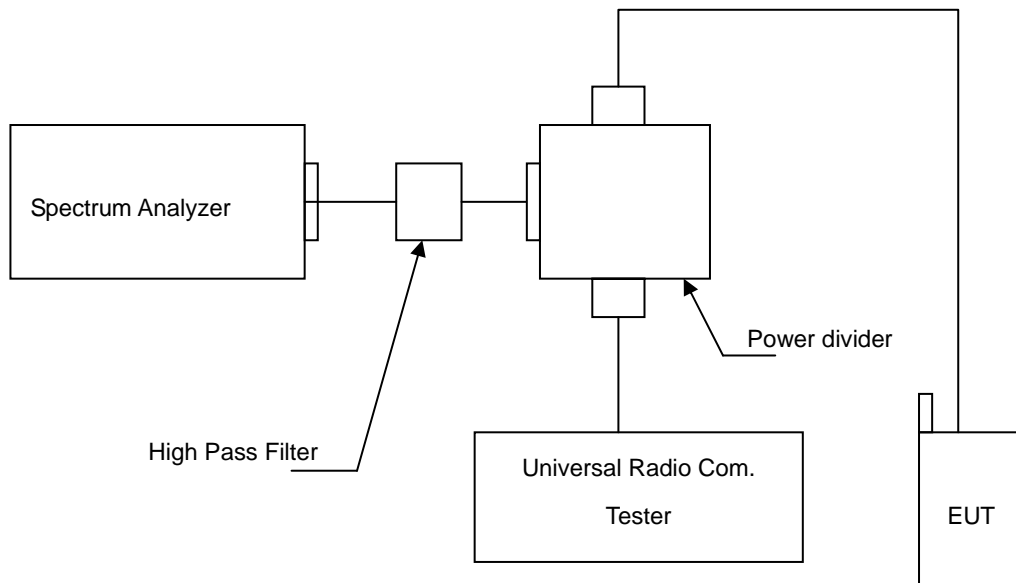 Spectrum Analyzer
Power divider
High Pass Filter
Universal Radio Com.
Tester
EUT